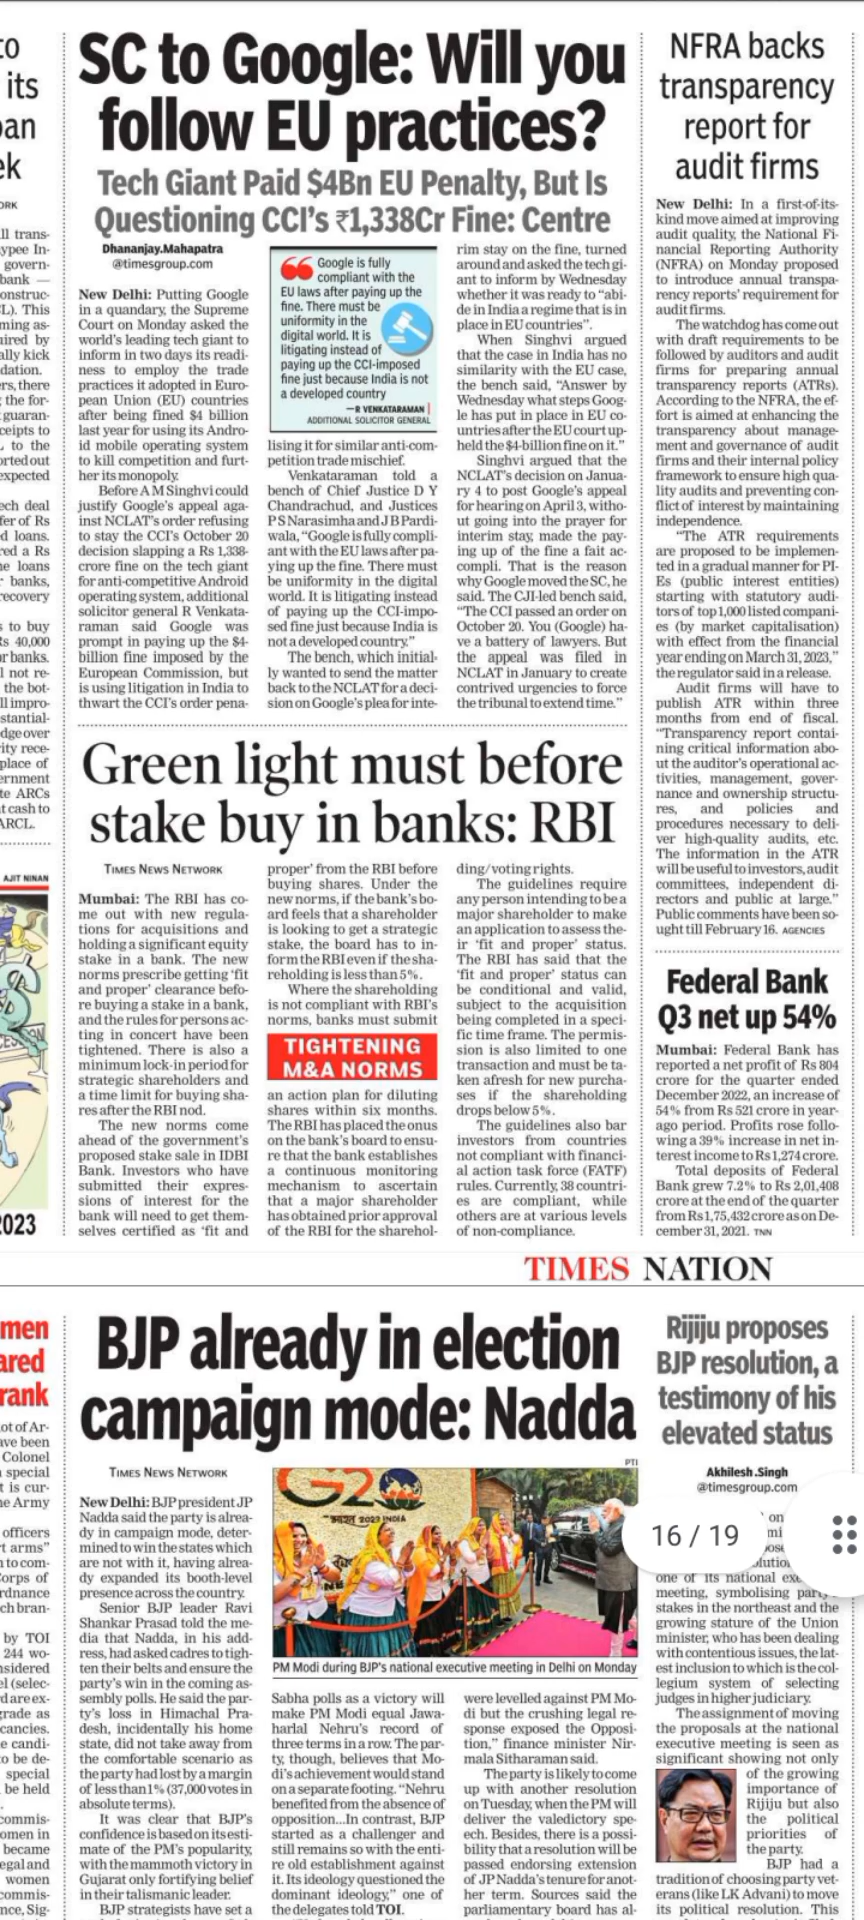 SC to Google: Will you
follow EU practices?
Tech Giant Paid $4Bn EU Penalty, But Is
Questioning CCI’s ₹1,338Cr Fine: Centre
Dhananjay.Mahapatra
@timesgroup.com
New Delhi: Putting Google
in a quandary, the Supreme
Court on Monday asked the
world’s leading tech giant to
inform in two days its readi-
ness to employ the trade
practices it adopted in Euro-
pean Union (EU) countries
after being fined $4 billion
last year for using its Andro-
id mobile operating system
to kill competition and furt-
her its monopoly.
Before A M Singhvi could
justify Google’s appeal aga-
inst NCLAT’s order refusing
to stay the CCI’s October 20
decision slapping a Rs 1,338-
crore fine on the tech giant
for anti-competitive Android
operating system, additional
solicitor general R Venkata-
raman said Google was
prompt in paying up the $4-
billion fine imposed by the
European Commission, but
is using litigation in India to
thwart the CCI’s order pena-
Google is fully
compliant with the
EU laws after paying up the
fine. There must be
uniformity in the
digital world. It is
litigating instead of
paying up the CCI-imposed
fine just because India is not
a developed country
—R VENKATARAMAN
ADDITIONAL SOLICITOR GENERAL
lising it for similar anti-com-
petition trade mischief.
Venkataraman told a
bench of Chief Justice D Y
Chandrachud, and Justices
P S Narasimha and J B Pardi-
wala, “Google is fully compli-
ant with the EU laws after pa-
ying up the fine. There must
be uniformity in the digital
world. It is litigating instead
of paying up the CCI-impo-
sed fine just because India is
not a developed country.”
The bench, which initial-
ly wanted to send the matter
back to the NCLAT for a deci-
sion on Google’s plea for inte-
rim stay on the fine, turned
around and asked the tech gi-
ant to inform by Wednesday
whether it was ready to “abi-
de in India a regime that is in
place in EU countries”.
When Singhvi argued
that the case in India has no
similarity with the EU case,
the bench said, “Answer by
Wednesday what steps Goog-
le has put in place in EU co-
untries after the EU court up-
held the $4-billion fine on it.”
Singhvi argued that the
NCLAT’s decision on Janua-
ry 4 to post Google’s appeal
for hearing on April 3, witho-
ut going into the prayer for
interim stay, made the pay-
ing up of the fine a fait ac-
compli. That is the reason
why Google moved the SC, he
said. The CJI-led bench said,
“The CCI passed an order on
October 20. You (Google) ha-
ve a battery of lawyers. But
the appeal was filed in
NCLAT in January to create
contrived urgencies to force
the tribunal to extend time.”
NFRA backs
transparency
report for
audit firms
New Delhi: In a first-of-its-
kind move aimed at improving
audit quality, the National Fi-
nancial Reporting Authority
(NFRA) on Monday proposed
to introduce annual transpa-
rency reports’ requirement for
audit firms.
The watchdog has come out
with draft requirements to be
followed by auditors and audit
firms for preparing annual
transparency reports (ATRs).
According to the NFRA, the ef-
fort is aimed at enhancing the
transparency about manage-
ment and governance of audit
firms and their internal policy
framework to ensure high qua-
lity audits and preventing con-
flict of interest by maintaining
independence.
“The ATR requirements
are proposed to be implemen-
ted in a gradual manner for PI-
Es (public interest entities)
starting with statutory audi-
tors of top 1,000 listed compani-
es (by market capitalisation)
with effect from the financial
year ending on March 31, 2023,”
the regulator said in a release.
Audit firms will have to
publish ATR within three
months from end of fiscal.
“Transparency report contai-
ning critical information abo-
ut the auditor’s operational ac-
tivities, management, gover-
nance and ownership structu-
res, and policies and
procedures necessary to deli-
ver high-quality audits, etc.
The information in the ATR
will be useful to investors, audit
committees, independent di-
rectors and public at large.”
Public comments have been so-
ught till February 16. AGENCIES
Green light must before
stake buy in banks: RBI
TIMES NEWS NETWORK
Mumbai: The RBI has co-
me out with new regula-
tions for acquisitions and
holding a significant equity
stake in a bank. The new
norms prescribe getting ‘fit
and proper’ clearance befo-
re buying a stake in a bank,
and the rules for persons ac-
ting in concert have been
tightened. There is also a
minimum lock-in period for
strategic shareholders and
a time limit for buying sha-
res after the RBI nod.
The new norms come
ahead of the government’s
proposed stake sale in IDBI
Bank. Investors who have
submitted their expres-
sions of interest for the
bank will need to get them-
selves certified as ‘fit and
proper’ from the RBI before
buying shares. Under the
new norms, if the bank’s bo-
ard feels that a shareholder
is looking to get a strategic
stake, the board has to in-
form the RBI even if the sha-
reholding is less than 5%.
Where the shareholding
is not compliant with RBI’s
norms, banks must submit
TIGHTENING
M&A NORMS
an action plan for diluting
shares within six months.
The RBI has placed the onus
on the bank’s board to ensu-
re that the bank establishes
a continuous monitoring
mechanism to ascertain
that a major shareholder
has obtained prior approval
of the RBI for the sharehol-
ding/voting rights.
The guidelines require
any person intending to be a
major shareholder to make
an application to assess the-
ir ‘fit and proper’ status.
The RBI has said that the
‘fit and proper’ status can
be conditional and valid,
subject to the acquisition
being completed in a speci-
fic time frame. The permis-
sion is also limited to one
transaction and must be ta-
ken afresh for new purcha-
ses if the shareholding
drops below 5%.
The guidelines also bar
investors from countries
not compliant with financi-
al action task force (FATF)
rules. Currently, 38 countri-
es are compliant, while
others are at various levels
of non-compliance.
Federal Bank
Q3 net up 54%
Mumbai: Federal Bank has
reported a net profit of Rs 804
crore for the quarter ended
December 2022, an increase of
54% from Rs 521 crore in year-
ago period. Profits rose follo-
wing a 39% increase in net in-
terest income to Rs 1,274 crore.
Total deposits of Federal
Bank grew 7.2% to Rs 2,01,408
crore at the end of the quarter
from Rs 1,75,432 crore as on De-
cember 31, 2021. TNN
AJIT NINAN
2023
TIMES NATION
BJP already in election
campaign mode: Nadda
TIMES NEWS NETWORK
New Delhi: BJP president JP
Nadda said the party is alrea-
dy in campaign mode, deter-
mined to win the states which
are not with it, having alrea-
dy expanded its booth-level
presence across the country.
Senior BJP leader Ravi
Shankar Prasad told the me-
dia that Nadda, in his add-
ress, had asked cadres to tigh-
ten their belts and ensure the
party’s win in the coming as-
sembly polls. He said the par-
ty’s loss in Himachal Pra-
desh, incidentally his home
state, did not take away from
the comfortable scenario as
the party had lost by a margin
of less than 1% (37,000 votes in
absolute terms).
It was clear that BJP’s
confidence is based on its esti-
mate of the PM’s popularity,
with the mammoth victory in
Gujarat only fortifying belief
in their talismanic leader.
BJP strategists have set a
PTI
G20
2023 INDIA
PM Modi during BJP’s national executive meeting in Delhi on Monday
Sabha polls as a victory will
make PM Modi equal Jawa-
harlal Nehru’s record of
three terms in a row. The par-
ty, though, believes that Mo-
di’s achievement would stand
on a separate footing. “Nehru
benefited from the absence of
opposition...In contrast, BJP
started as a challenger and
still remains so with the enti-
re old establishment against
it. Its ideology questioned the
dominant ideology,” one of
the delegates told TOI.
were levelled against PM Mo-
di but the crushing legal re-
sponse exposed the Opposi-
tion,” finance minister Nir-
mala Sitharaman said.
The party is likely to come
up with another resolution
on Tuesday, when the PM will
deliver the valedictory spe-
ech. Besides, there is a possi-
bility that a resolution will be
passed endorsing extension
of JP Nadda’s tenure for anot-
her term. Sources said the
parliamentary board has al-
Rijiju proposes
BJP resolution, a
testimony of his
elevated status
Akhilesh.Singh
@timesgroup.com
16 / 19
one of its national
meeting, symbolising party’s
stakes in the northeast and the
growing stature of the Union
minister, who has been dealing
with contentious issues, the lat-
est inclusion to which is the col-
legium system of selecting
judges in higher judiciary.
The assignment of moving
the proposals at the national
executive meeting is seen as
significant showing not only
of the growing
importance of
Rijiju but also
the political
priorities of
the party.
BJP had a
tradition of choosing party vet-
erans (like LK Advani) to move
its political resolution. This